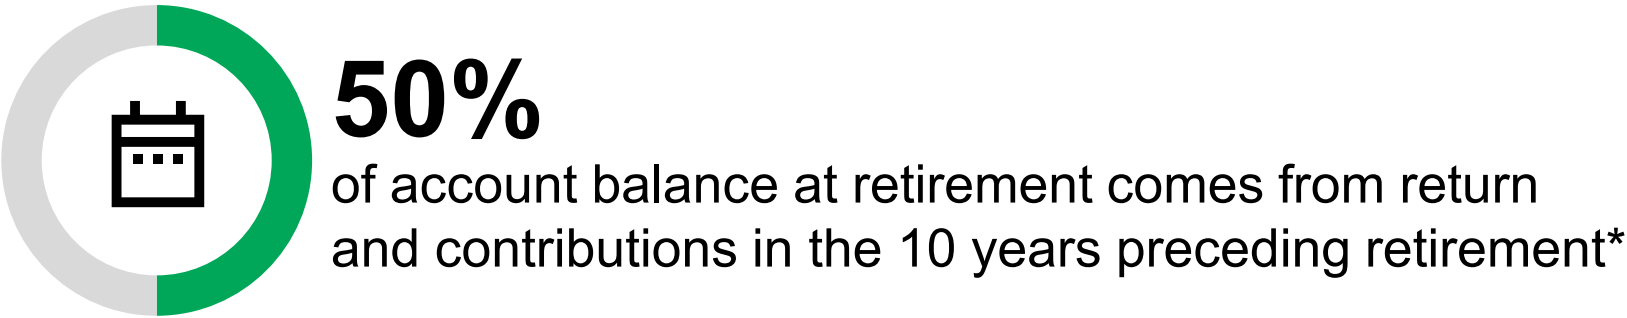 50%
of account balance at retirement comes from return
and contributions in the 10 years preceding retirement*